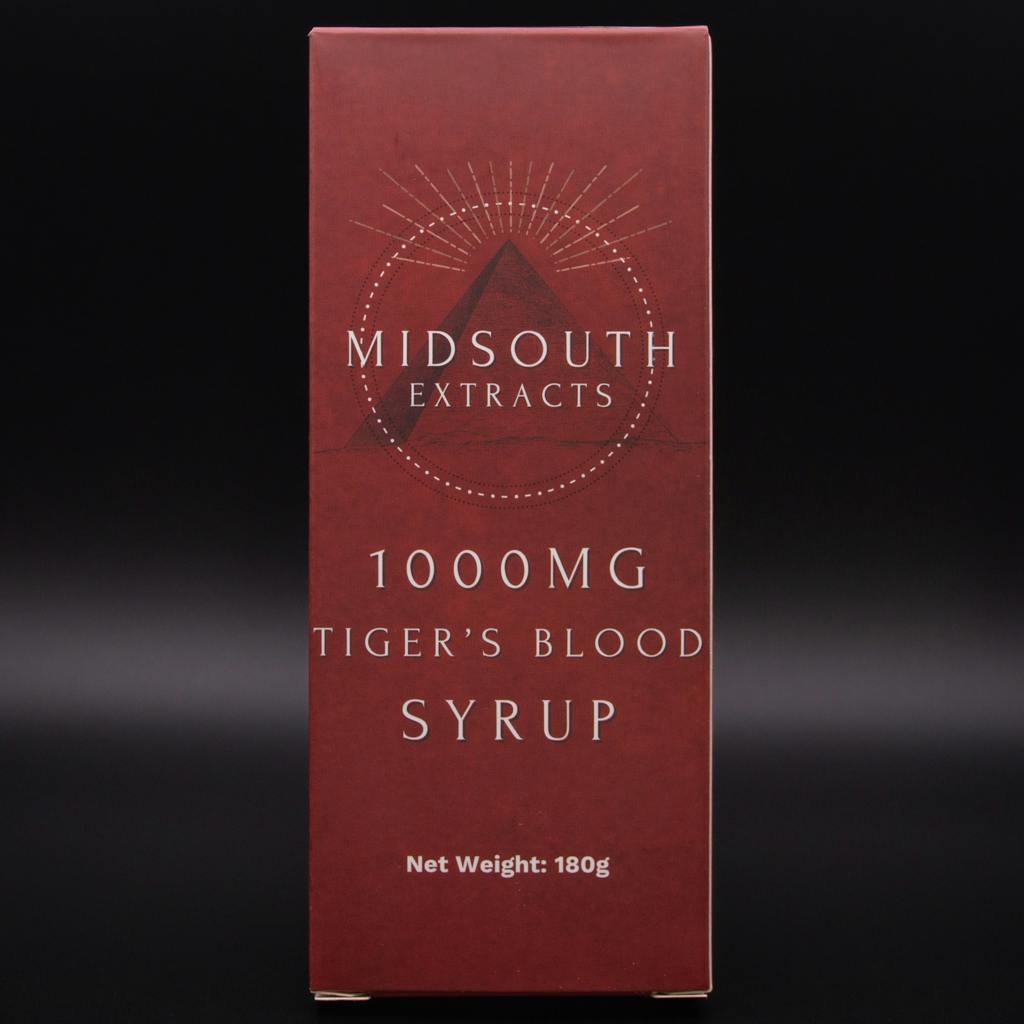 MIDSOUTH
EXTRACTS
1000MG
TIGER'S BLOOD
SYRUP
Net Weight: 180g